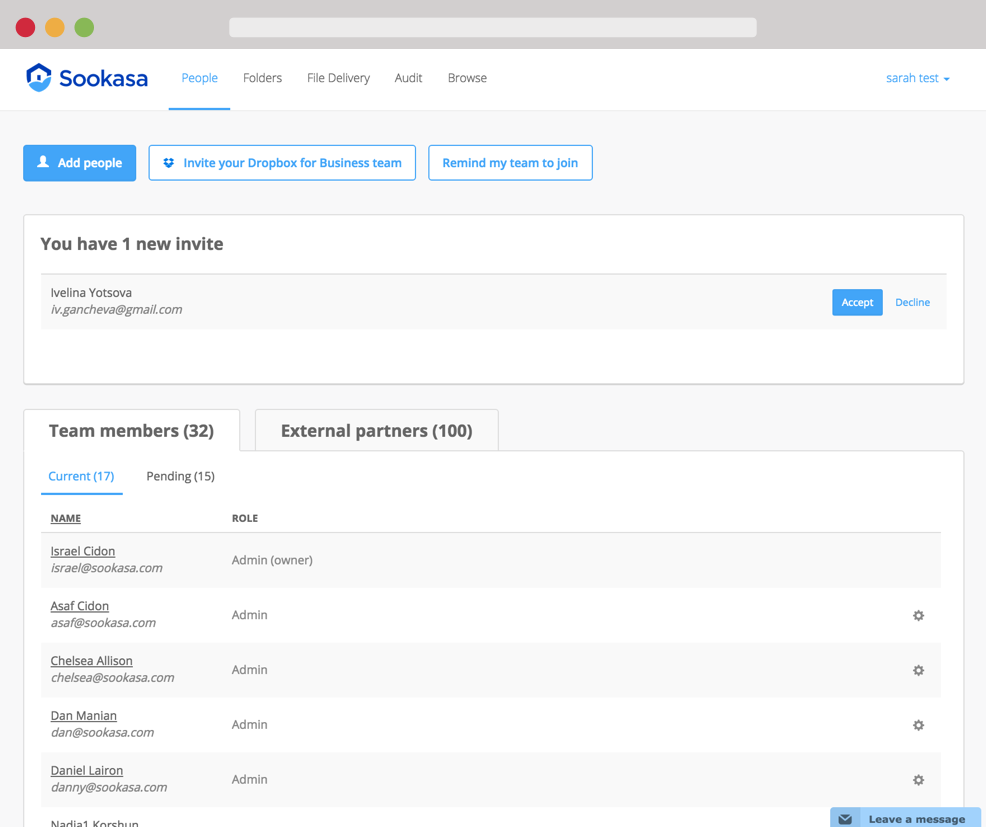 Sookasa People Folders File Delivery Audit Browse sarah test
Add people Invite your Dropbox for Business team Remind my team to join
You have 1 new invite
Ivelina Yotsova
iv.gancheva@gmail.com
Accept Decline
Team members (32) External partners (100)
Current (17) Pending (15)
NAME ROLE
Israel Cidon
israel@sookasa.com
Admin (owner)
Asaf Cidon
asaf@sookasa.com
Admin
Chelsea Allison
chelsea@sookasa.com
Admin
Dan Manian
dan@sookasa.com
Admin
Daniel Lairon
danny@sookasa.com
Admin
Nadia1 Korshun
Leave a message